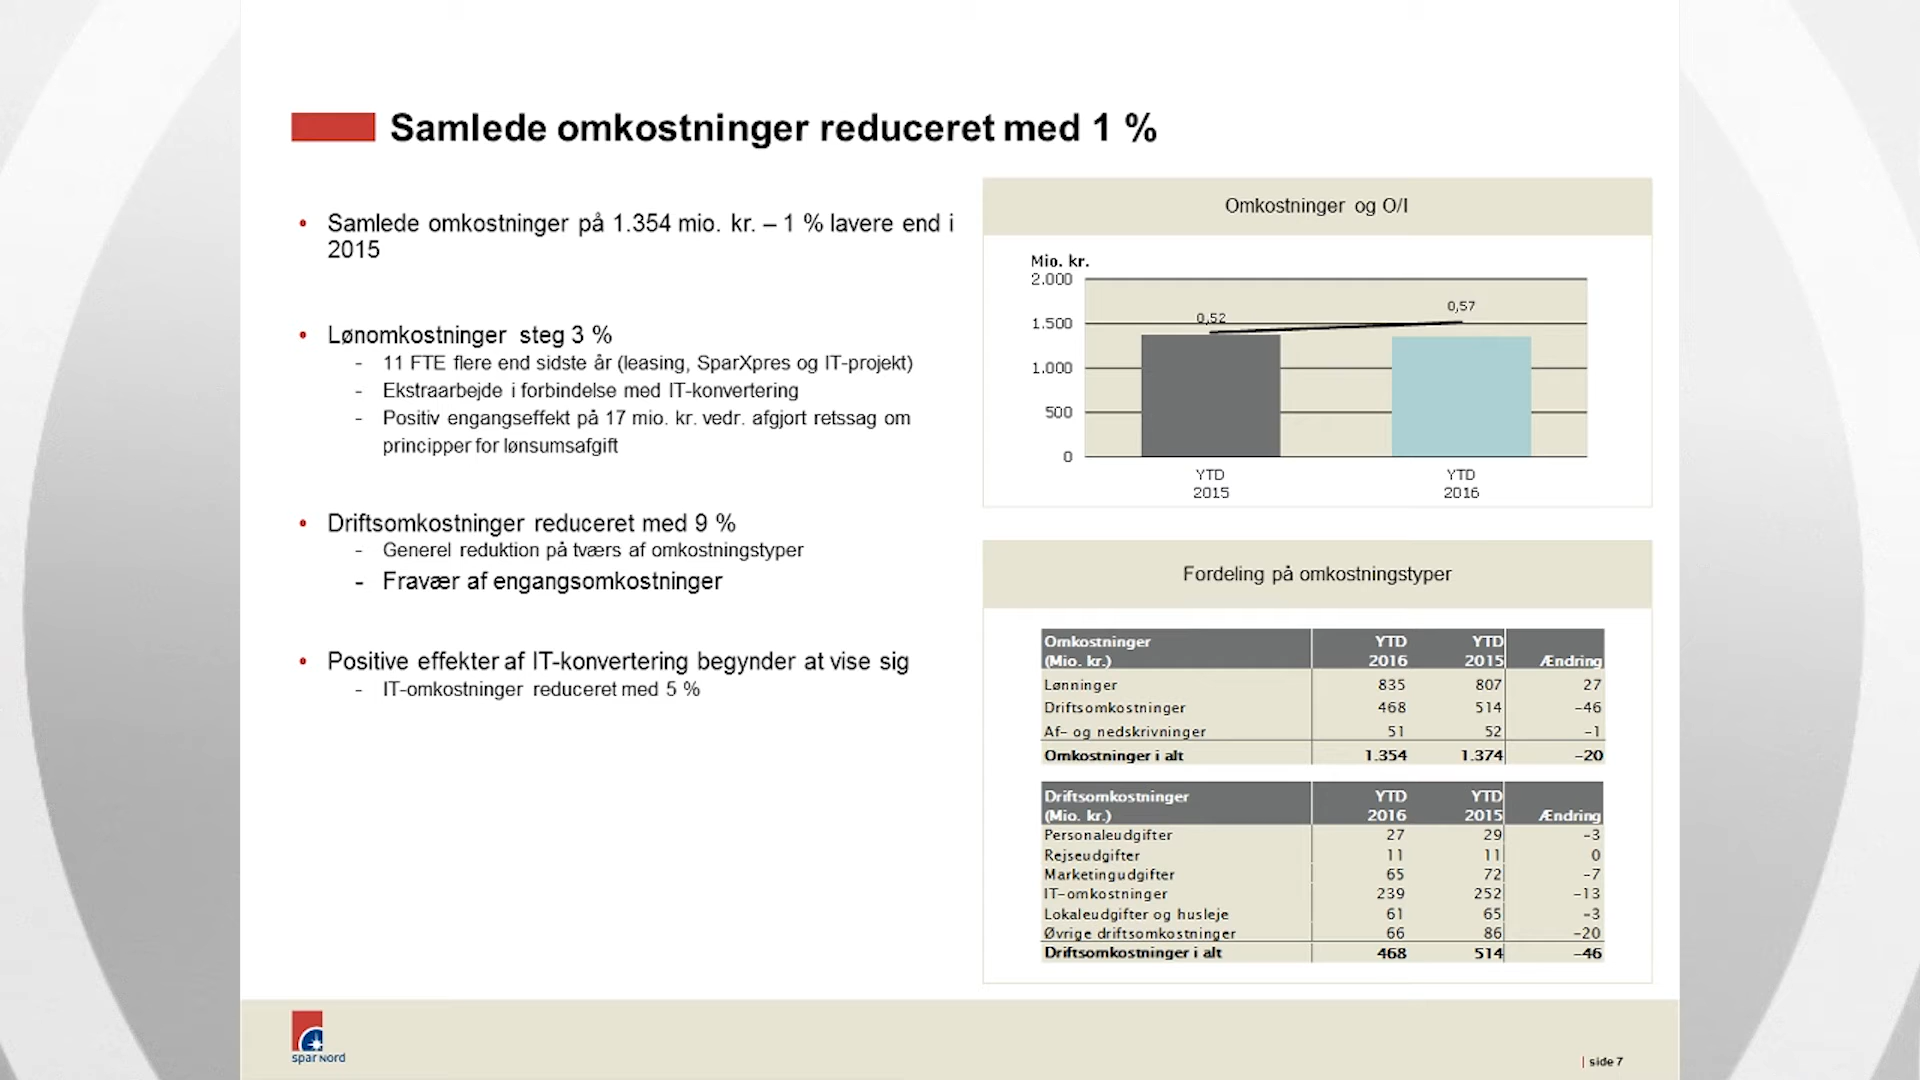 Samlede omkostninger reduceret med 1 %
• Samlede omkostninger på 1.354 mio. kr. – 1 % lavere end i
2015
• Lønomkostninger steg 3 %
- 11 FTE flere end sidste år (leasing, SparXpres og IT-projekt)
- Ekstraarbejde i forbindelse med IT-konvertering
- Positiv engangseffekt på 17 mio. kr. vedr. afgjort retssag om
principper for lønsumsafgift
• Driftsomkostninger reduceret med 9 %
- Generel reduktion på tværs af omkostningstyper
- Fravær af engangsomkostninger
• Positive effekter af IT-konvertering begynder at vise sig
- IT-omkostninger reduceret med 5 %
Omkostninger og O/I
Mio. kr.
2.000
1.500
1.000
500
0
0,52
0,57
YTD
2015
YTD
2016
Fordeling på omkostningstyper
Omkostninger YTD YTD
(Mio. kr.) 2016 2015 Ændring
Lønninger 835 807 27
Driftsomkostninger 468 514 -46
Af- og nedskrivninger 51 52 -1
Omkostninger i alt 1.354 1.374 -20
Driftsomkostninger YTD YTD
(Mio. kr.) 2016 2015 Ændring
Personaleudgifter 27 29 -3
Rejseudgifter 11 11 0
Marketingudgifter 65 72 -7
IT-omkostninger 239 252 -13
Lokaleudgifter og husleje 61 65 -3
Øvrige driftsomkostninger 66 86 -20
Driftsomkostninger i alt 468 514 -46
spar nord
| side 7